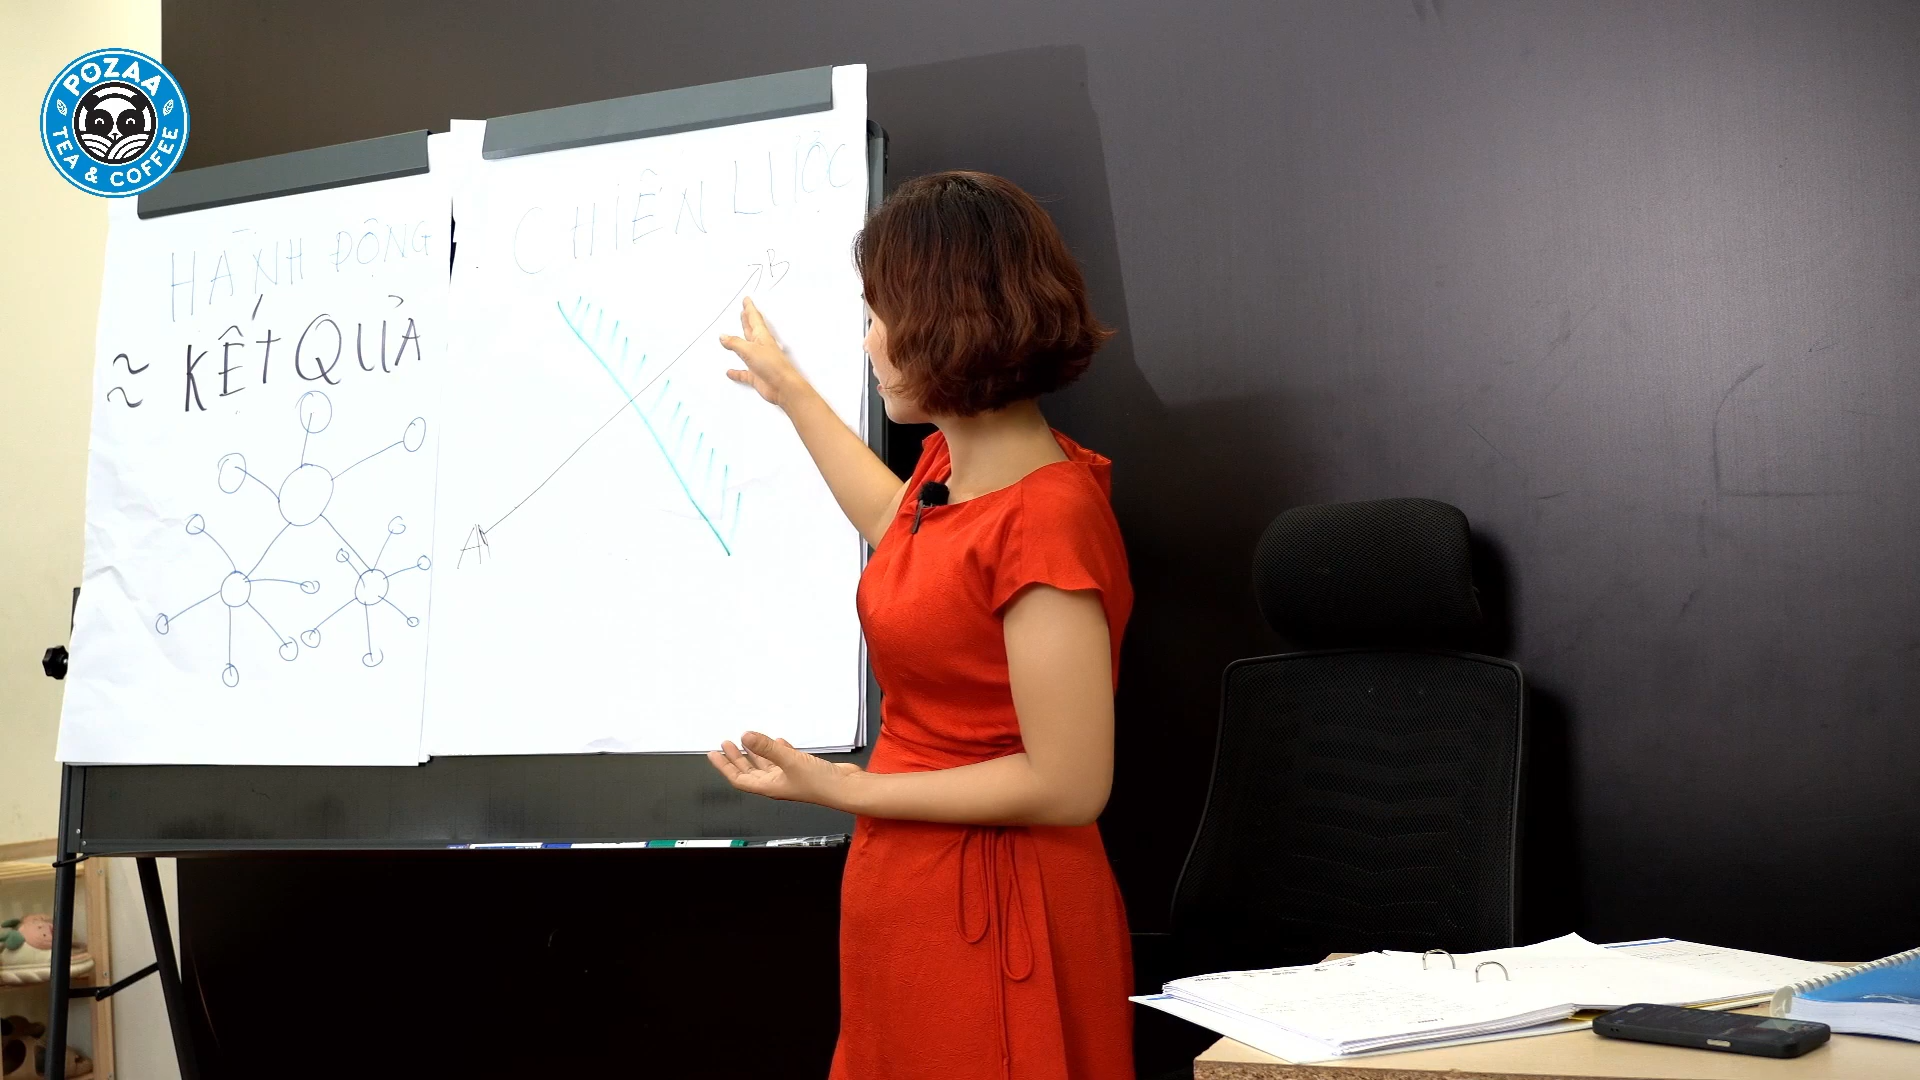 POZAA
TEA & COFFEE
HÀNH ĐỘNG
≈ KẾT QUẢ
CHIẾN LƯỢC
B
A